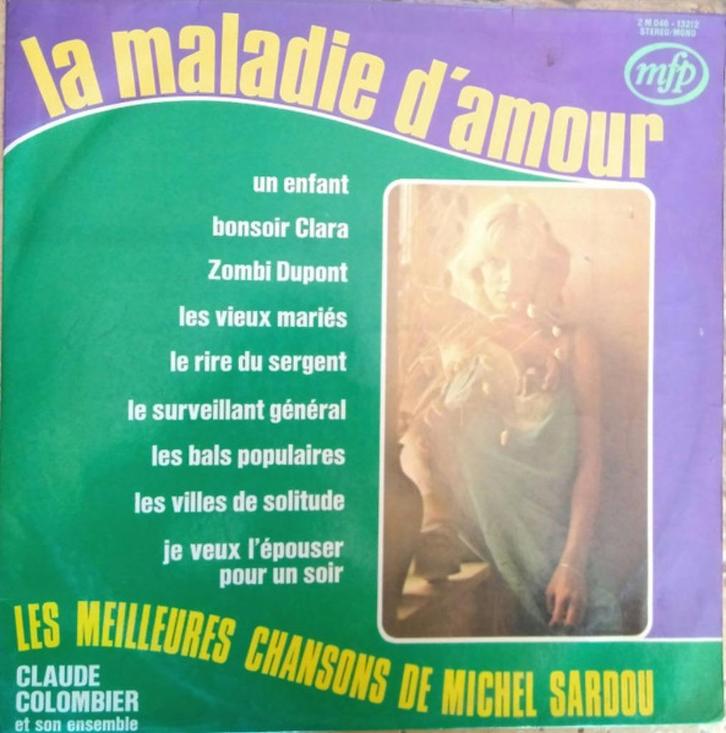 2 M 046 - 13212
STEREO/MONO
mfp
la maladie d'amour
un enfant
bonsoir Clara
Zombi Dupont
les vieux mariés
le rire du sergent
le surveillant général
les bals populaires
les villes de solitude
je veux l'épouser
pour un soir
LES MEILLEURES CHANSONS DE MICHEL SARDOU
CLAUDE
COLOMBIER
et son ensemble